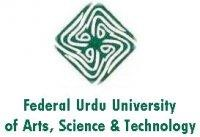 Federal Urdu University
of Arts, Science & Technology